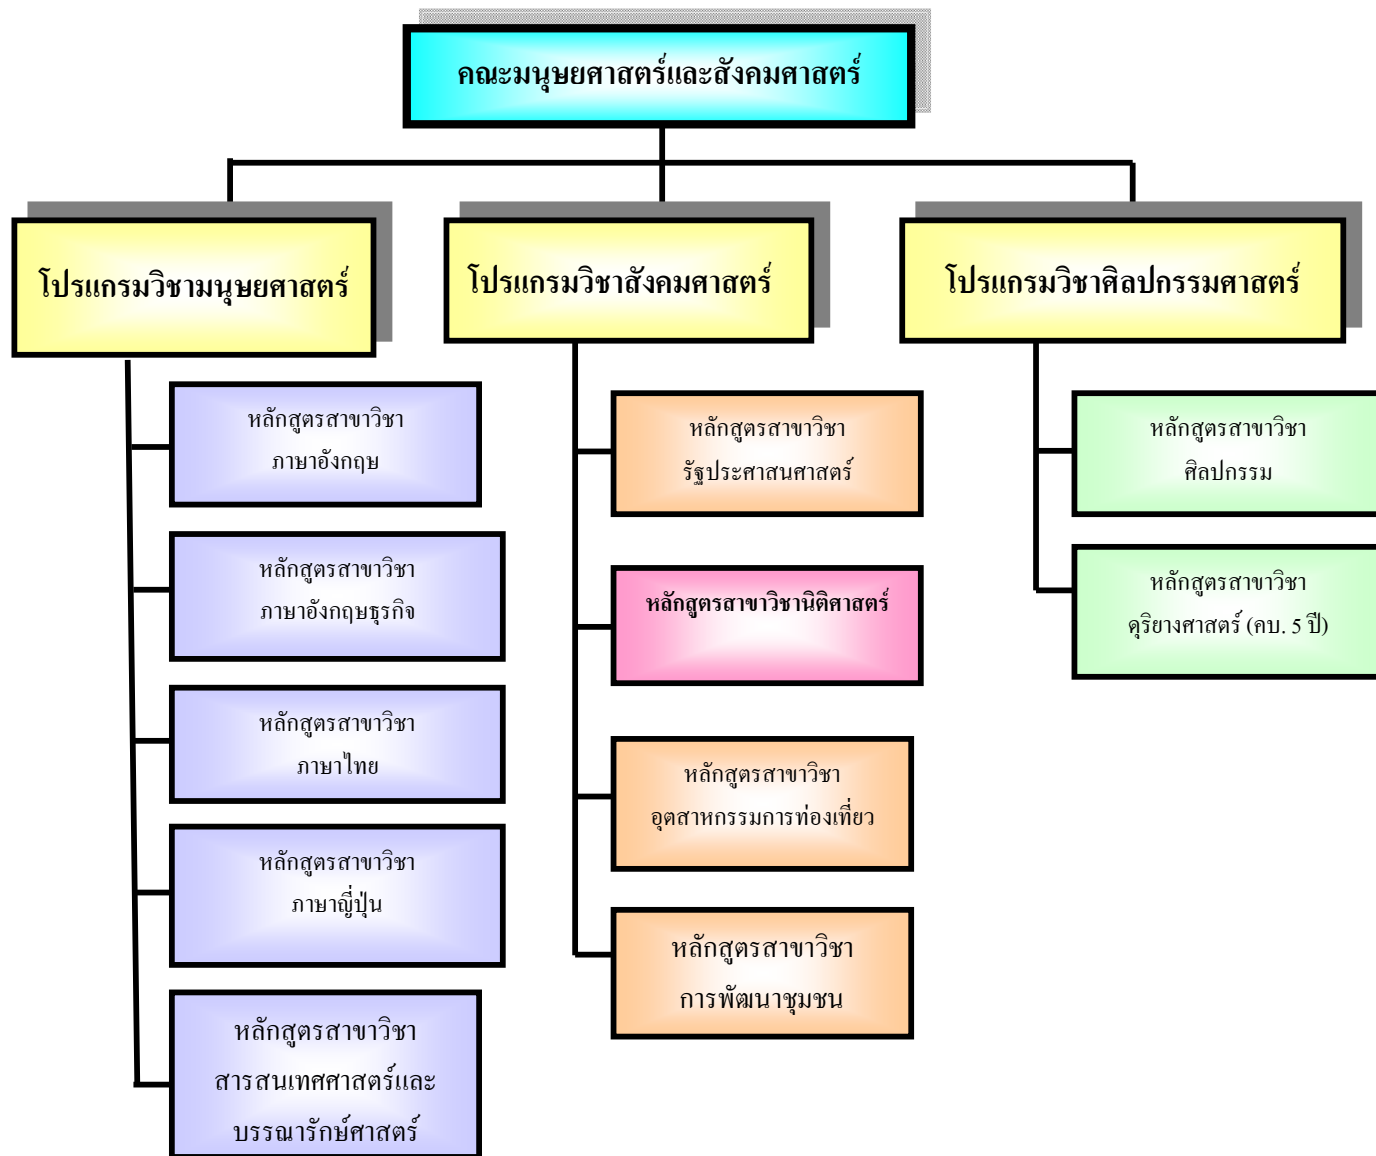 คณะมนุษยศาสตร์และสังคมศาสตร์
โปรแกรมวิชามนุษยศาสตร์
โปรแกรมวิชาสังคมศาสตร์
โปรแกรมวิชาศิลปกรรมศาสตร์
หลักสูตรสาขาวิชา
ภาษาอังกฤษ
หลักสูตรสาขาวิชา
ภาษาอังกฤษธุรกิจ
หลักสูตรสาขาวิชา
ภาษาไทย
หลักสูตรสาขาวิชา
ภาษาญี่ปุ่น
หลักสูตรสาขาวิชา
สารสนเทศศาสตร์และ
บรรณารักษ์ศาสตร์
หลักสูตรสาขาวิชา
รัฐประศาสนศาสตร์
หลักสูตรสาขาวิชานิติศาสตร์
หลักสูตรสาขาวิชา
อุตสาหกรรมการท่องเที่ยว
หลักสูตรสาขาวิชา
การพัฒนาชุมชน
หลักสูตรสาขาวิชา
ศิลปกรรม
หลักสูตรสาขาวิชา
ดุริยางศาสตร์ (คบ. 5 ปี)